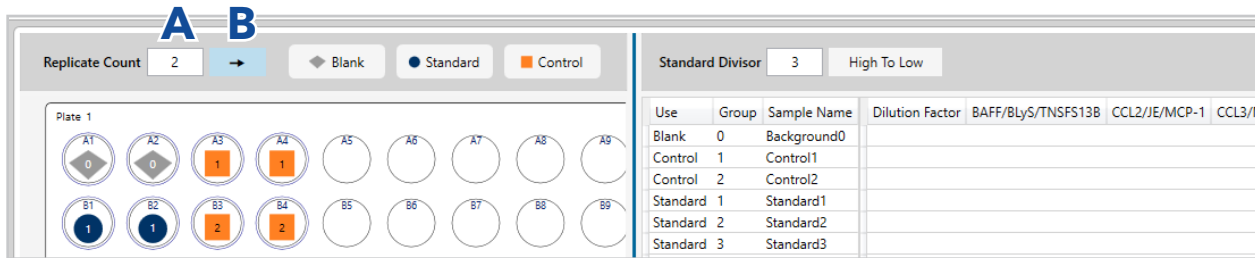 A B
Replicate Count 2 → Blank Standard Control
Plate 1
A1 A2 A3 A4 A5 A6 A7 A8 A9
0 0 1 1
B1 B2 B3 B4 B5 B6 B7 B8 B9
1 1 2 2
Standard Divisor 3 High To Low
Use Group Sample Name Dilution Factor BAFF/BLyS/TNSFS13B CCL2/JE/MCP-1
Blank 0 Background0
Control 1 Control1
Control 2 Control2
Standard 1 Standard1
Standard 2 Standard2
Standard 3 Standard3